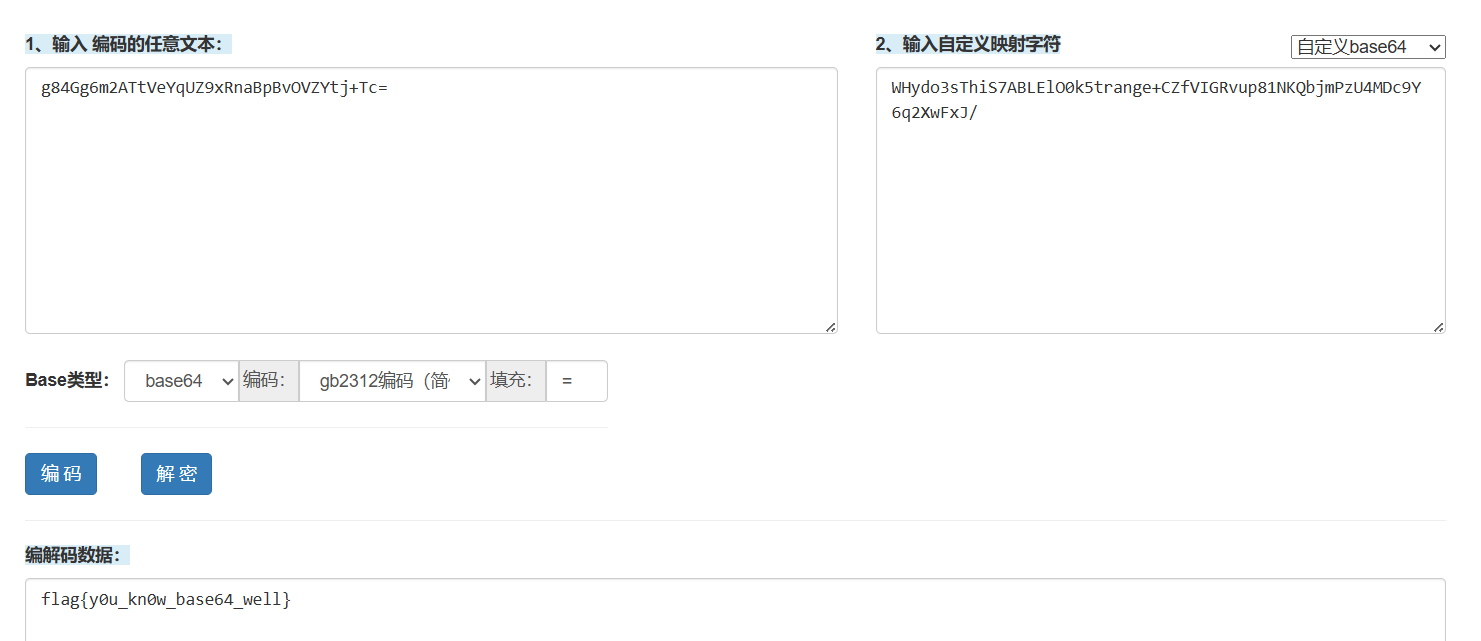 1、输入 编码的任意文本：
2、输入自定义映射字符
自定义base64
g84Gg6m2ATtVeYqUZ9xRnaBpBvOVZYtj+Tc=
WHydo3sThiS7ABLElO0k5trange+CZfVIGRvup81NKQbjmPzU4MDc9Y
6q2XwFxJ/
Base类型： base64 编码： gb2312编码（简 填充： =
编 码 解 密
编解码数据：
flag{y0u_kn0w_base64_well}